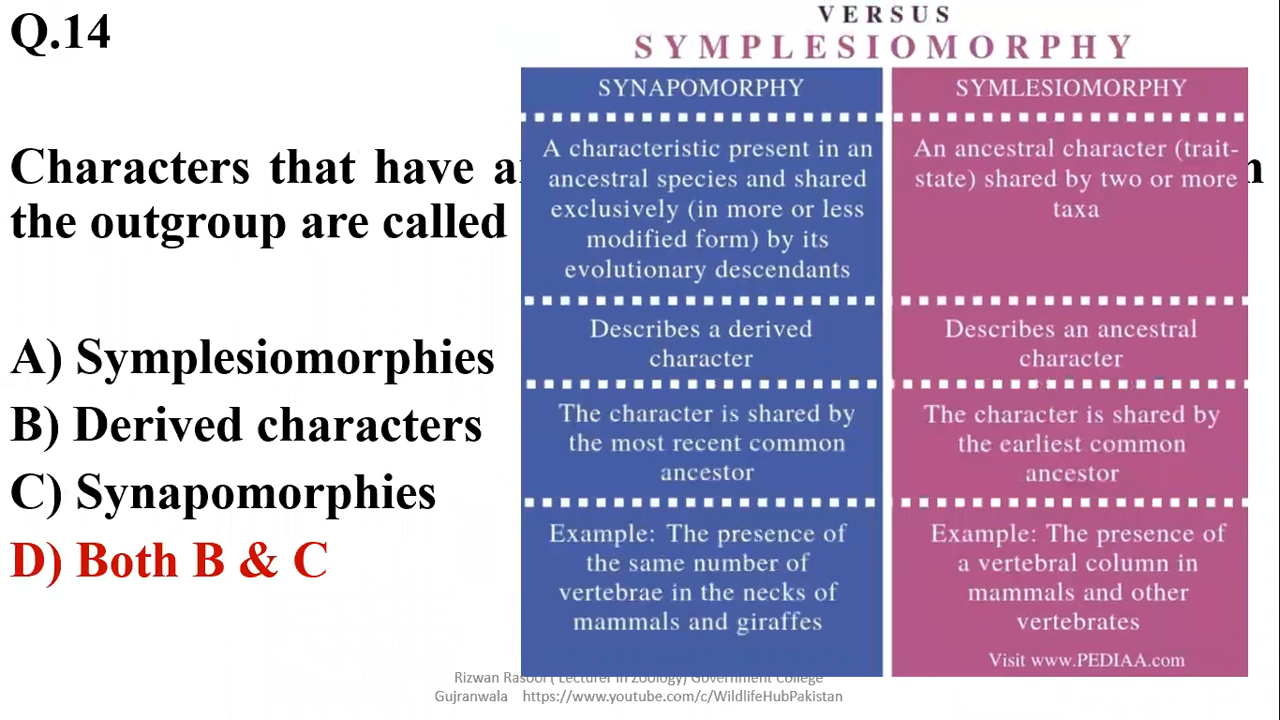 Q.14
Characters that have
the outgroup are called
A) Symplesiomorphies
B) Derived characters
C) Synapomorphies
D) Both B & C
VERSUS
SYMPLESIOMORPHY
SYNAPOMORPHY
A characteristic present in an
ancestral species and shared
exclusively (in more or less
modified form) by its
evolutionary descendants
Describes a derived
character
The character is shared by
the most recent common
ancestor
Example: The presence of
the same number of
vertebrae in the necks of
mammals and giraffes
SYMLESIOMORPHY
An ancestral character (trait-
state) shared by two or more
taxa
Describes an ancestral
character
The character is shared by
the earliest common
ancestor
Example: The presence of
a vertebral column in
mammals and other
vertebrates
Visit www.PEDIAA.com
Rizwan Rasool ( Lecturer in Zoology) Government College
Gujranwala https://www.youtube.com/c/WildlifeHubPakistan